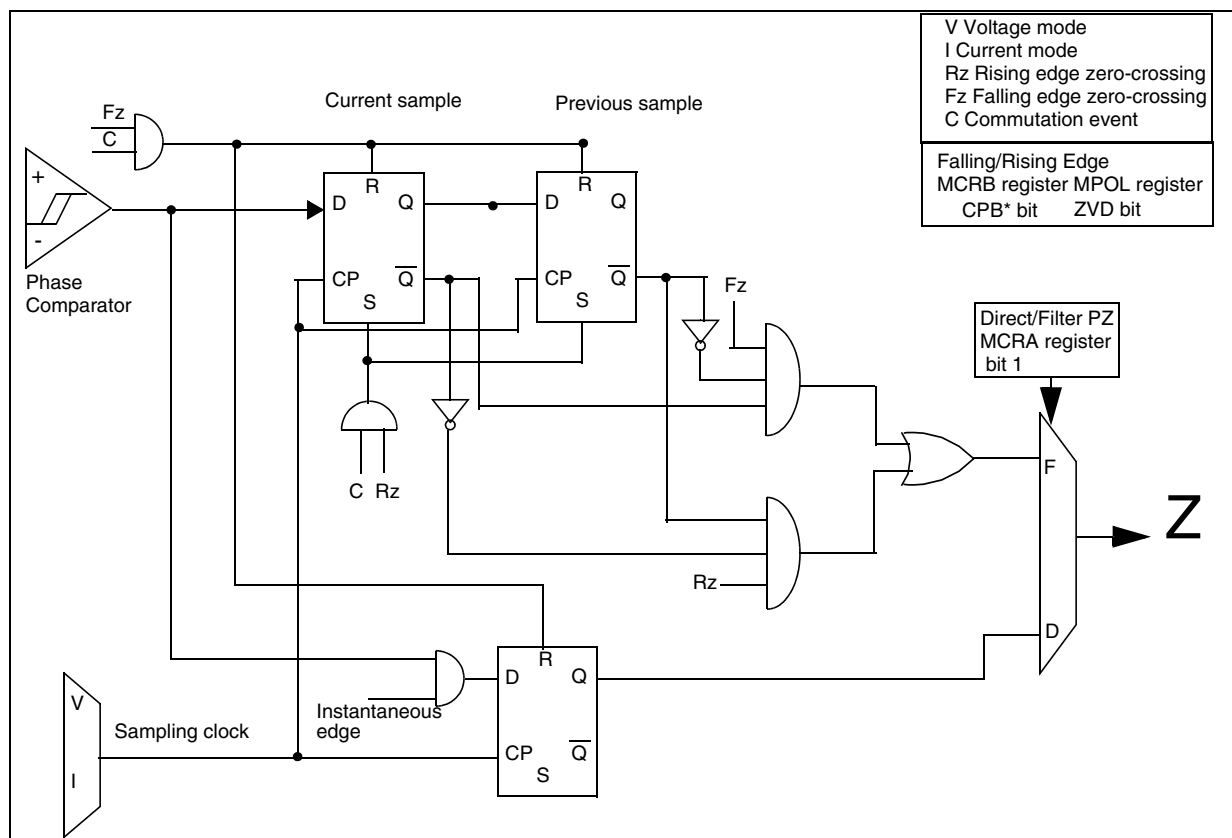 V Voltage mode
I Current mode
Rz Rising edge zero-crossing
Fz Falling edge zero-crossing
C Commutation event
Falling/Rising Edge
MCRB register MPOL register
CPB* bit ZVD bit
Current sample
Previous sample
Fz
C
+
-
Phase
Comparator
R
D Q
CP Q
S
R
D Q
CP Q
S
Fz
C Rz
Rz
Direct/Filter PZ
MCRA register
bit 1
F
D
Z
V
I
Sampling clock
Instantaneous
edge
R
D Q
CP Q
S